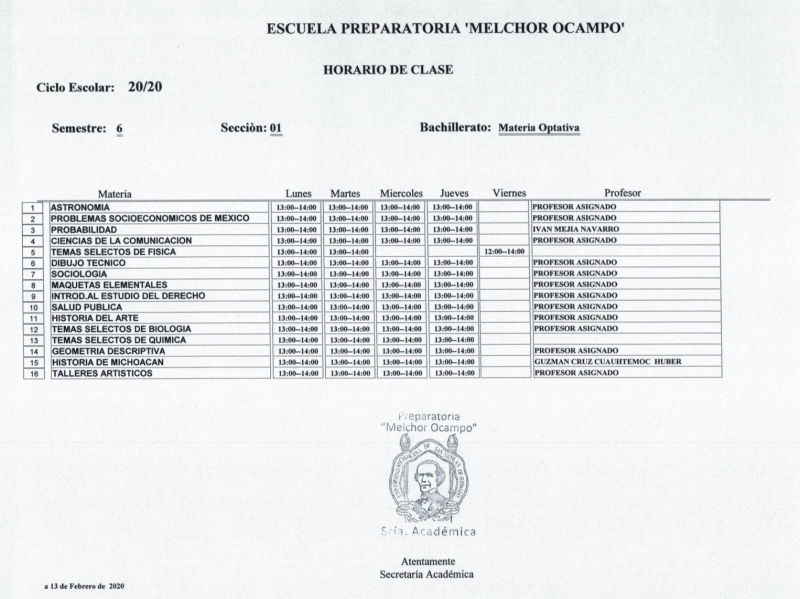 ESCUELA PREPARATORIA 'MELCHOR OCAMPO'
HORARIO DE CLASE
Ciclo Escolar: 20/20
Semestre: 6 Secciòn: 01 Bachillerato: Materia Optativa
Materia Lunes Martes Miercoles Jueves Viernes Profesor
1 ASTRONOMIA 13:00--14:00 13:00--14:00 13:00--14:00 13:00--14:00 PROFESOR ASIGNADO
2 PROBLEMAS SOCIOECONOMICOS DE MEXICO 13:00--14:00 13:00--14:00 13:00--14:00 13:00--14:00 PROFESOR ASIGNADO
3 PROBABILIDAD 13:00--14:00 13:00--14:00 13:00--14:00 13:00--14:00 IVAN MEJIA NAVARRO
4 CIENCIAS DE LA COMUNICACION 13:00--14:00 13:00--14:00 13:00--14:00 13:00--14:00 PROFESOR ASIGNADO
5 TEMAS SELECTOS DE FISICA 13:00--14:00 13:00--14:00 12:00--14:00
6 DIBUJO TECNICO 13:00--14:00 13:00--14:00 13:00--14:00 13:00--14:00 PROFESOR ASIGNADO
7 SOCIOLOGIA 13:00--14:00 13:00--14:00 13:00--14:00 13:00--14:00 PROFESOR ASIGNADO
8 MAQUETAS ELEMENTALES 13:00--14:00 13:00--14:00 13:00--14:00 13:00--14:00 PROFESOR ASIGNADO
9 INTROD.AL ESTUDIO DEL DERECHO 13:00--14:00 13:00--14:00 13:00--14:00 13:00--14:00 PROFESOR ASIGNADO
10 SALUD PUBLICA 13:00--14:00 13:00--14:00 13:00--14:00 13:00--14:00 PROFESOR ASIGNADO
11 HISTORIA DEL ARTE 13:00--14:00 13:00--14:00 13:00--14:00 13:00--14:00 PROFESOR ASIGNADO
12 TEMAS SELECTOS DE BIOLOGIA 13:00--14:00 13:00--14:00 13:00--14:00 13:00--14:00 PROFESOR ASIGNADO
13 TEMAS SELECTOS DE QUIMICA 13:00--14:00 13:00--14:00 13:00--14:00 13:00--14:00
14 GEOMETRIA DESCRIPTIVA 13:00--14:00 13:00--14:00 13:00--14:00 13:00--14:00 PROFESOR ASIGNADO
15 HISTORIA DE MICHOACAN 13:00--14:00 13:00--14:00 13:00--14:00 13:00--14:00 GUZMAN CRUZ CUAUHTEMOC HUBER
16 TALLERES ARTISTICOS 13:00--14:00 13:00--14:00 13:00--14:00 13:00--14:00 PROFESOR ASIGNADO
Preparatoria
"Melchor Ocampo"
Sría. Académica
Atentamente
Secretaría Académica
a 13 de Febrero de 2020